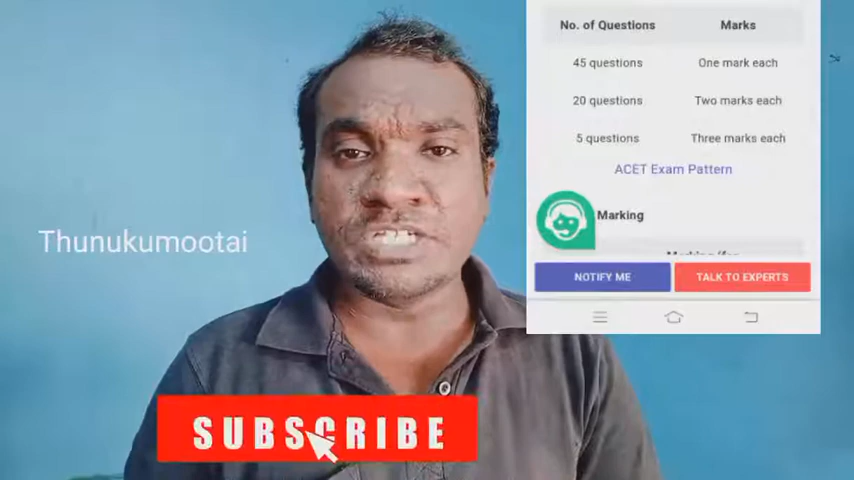 No. of Questions Marks
45 questions One mark each
20 questions Two marks each
5 questions Three marks each
ACET Exam Pattern
Marking
NOTIFY ME TALK TO EXPERTS
Thunukumootai
SUBSCRIBE